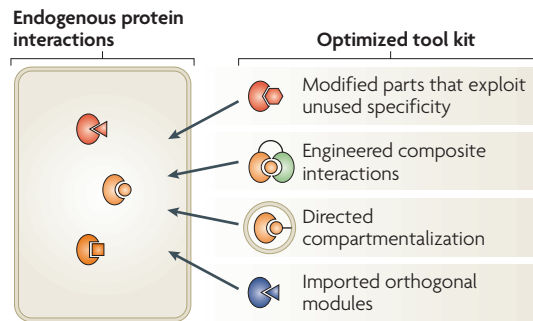 Endogenous protein
interactions
Optimized tool kit
Modified parts that exploit
unused specificity
Engineered composite
interactions
Directed
compartmentalization
Imported orthogonal
modules